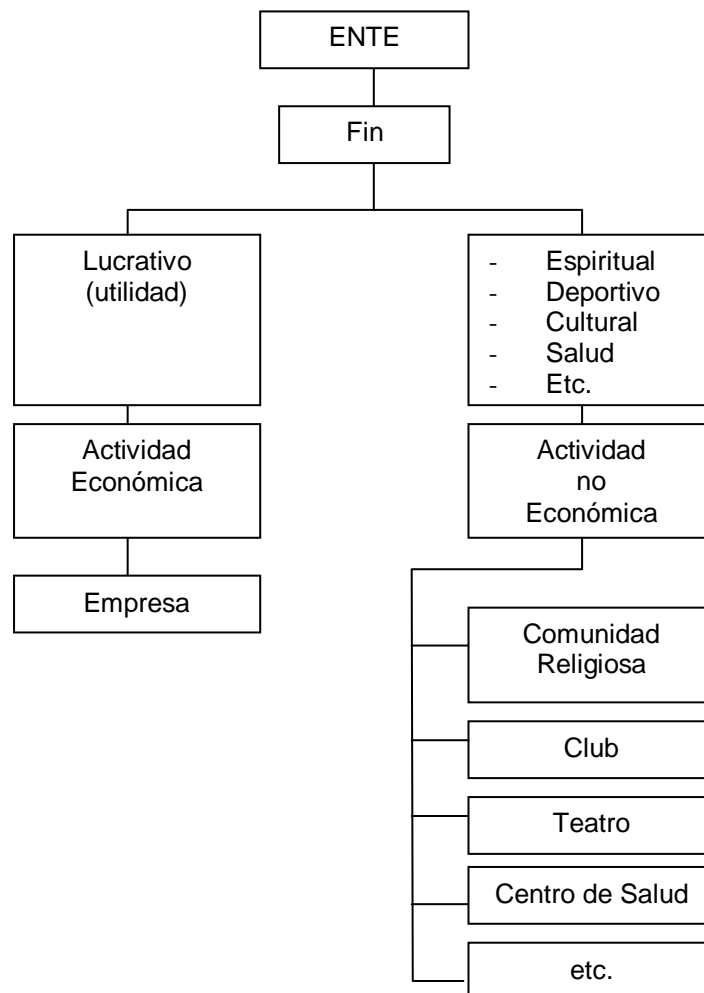 ENTE
Fin
Lucrativo
(utilidad)
- Espiritual
- Deportivo
- Cultural
- Salud
- Etc.
Actividad
Económica
Actividad
no
Económica
Empresa
Comunidad
Religiosa
Club
Teatro
Centro de Salud
etc.